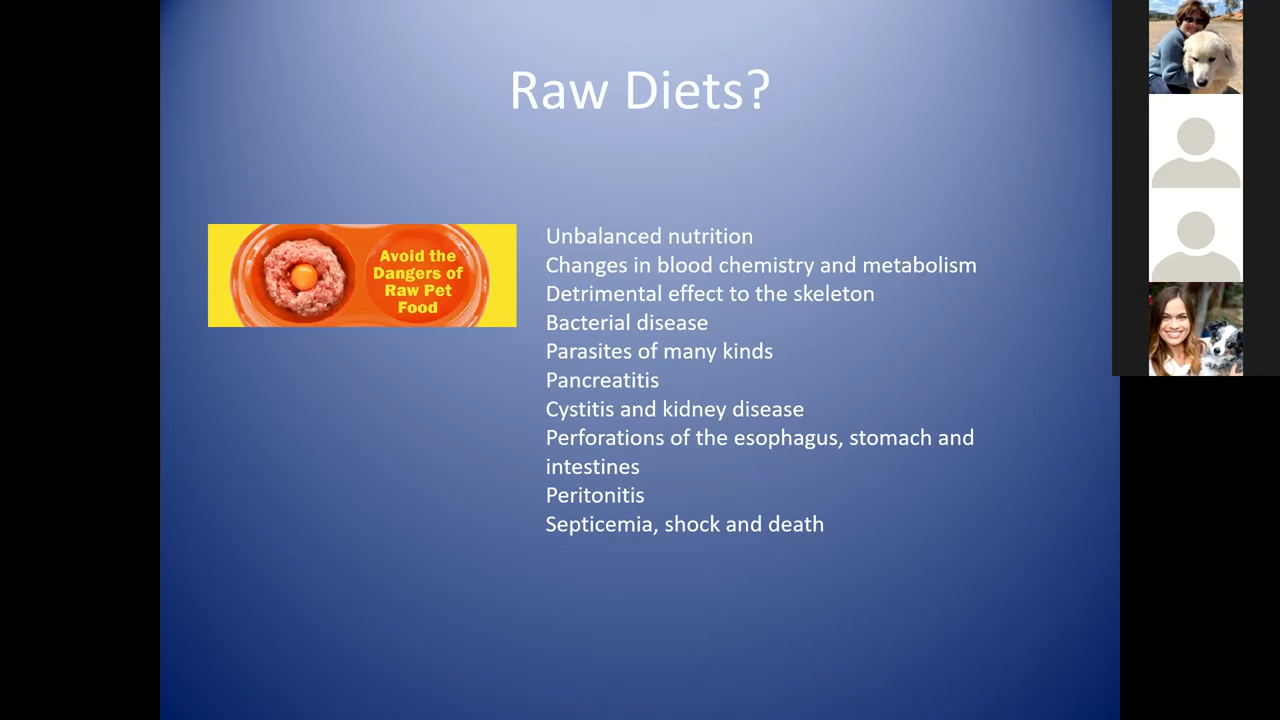 Raw Diets?
Avoid the
Dangers of
Raw Pet
Food
Unbalanced nutrition
Changes in blood chemistry and metabolism
Detrimental effect to the skeleton
Bacterial disease
Parasites of many kinds
Pancreatitis
Cystitis and kidney disease
Perforations of the esophagus, stomach and
intestines
Peritonitis
Septicemia, shock and death